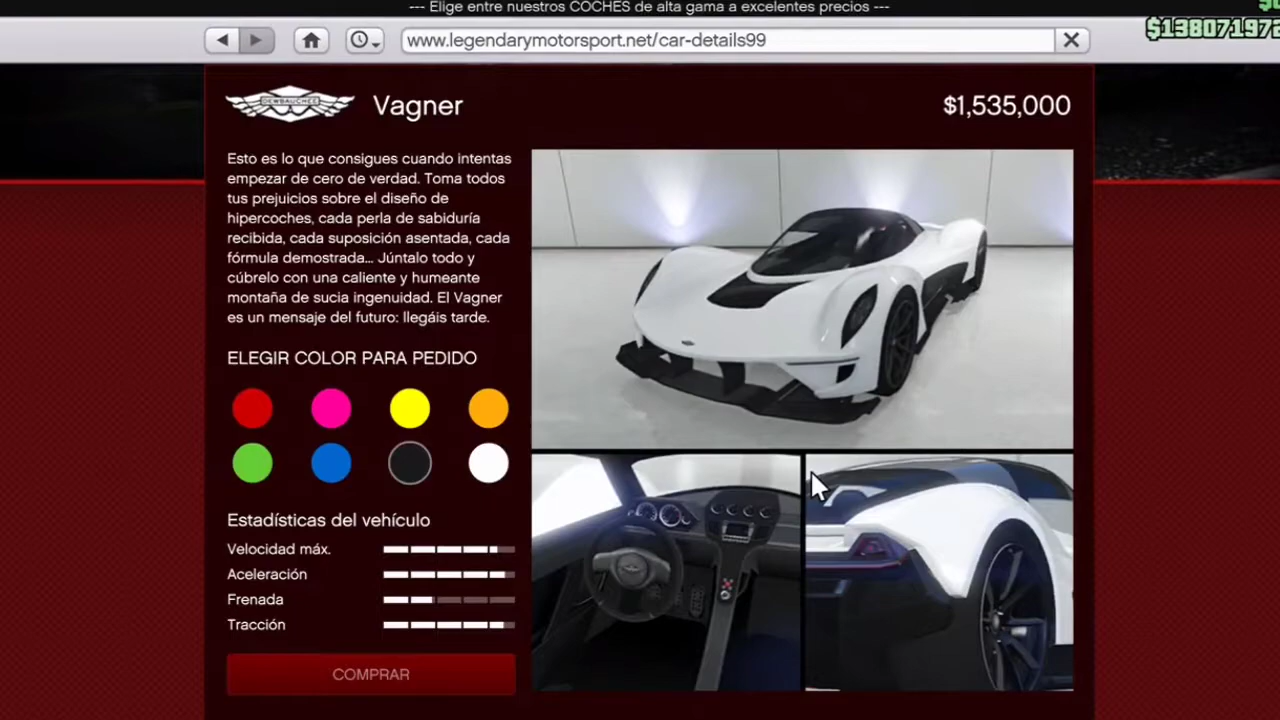 --- Elige entre nuestros COCHES de alta gama a excelentes precios ---
www.legendarymotorsport.net/car-details99
$138071972
DEWBAUCHEE
Vagner
$1,535,000
Esto es lo que consigues cuando intentas
empezar de cero de verdad. Toma todos
tus prejuicios sobre el diseño de
hipercoches, cada perla de sabiduría
recibida, cada suposición asentada, cada
fórmula demostrada... Júntalo todo y
cúbrelo con una caliente y humeante
montaña de sucia ingenuidad. El Vagner
es un mensaje del futuro: llegáis tarde.
ELEGIR COLOR PARA PEDIDO
Estadísticas del vehículo
Velocidad máx.
Aceleración
Frenada
Tracción
COMPRAR